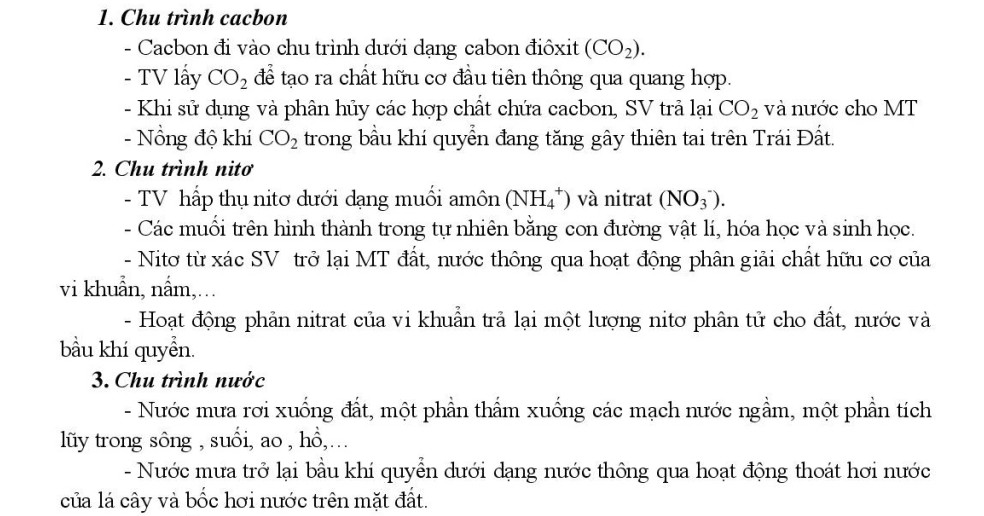 1. Chu trình cacbon
- Cacbon đi vào chu trình dưới dạng cabon điôxit (CO₂).
- TV lấy CO₂ để tạo ra chất hữu cơ đầu tiên thông qua quang hợp.
- Khi sử dụng và phân hủy các hợp chất chứa cacbon, SV trả lại CO₂ và nước cho MT
- Nồng độ khí CO₂ trong bầu khí quyển đang tăng gây thiên tai trên Trái Đất.
2. Chu trình nitơ
- TV hấp thụ nitơ dưới dạng muối amôn (NH₄⁺) và nitrat (NO₃⁻).
- Các muối trên hình thành trong tự nhiên bằng con đường vật lí, hóa học và sinh học.
- Nitơ từ xác SV trở lại MT đất, nước thông qua hoạt động phân giải chất hữu cơ của
vi khuẩn, nấm,…
- Hoạt động phản nitrat của vi khuẩn trả lại một lượng nitơ phân tử cho đất, nước và
bầu khí quyển.
3. Chu trình nước
- Nước mưa rơi xuống đất, một phần thấm xuống các mạch nước ngầm, một phần tích
lũy trong sông , suối, ao , hồ,…
- Nước mưa trở lại bầu khí quyển dưới dạng nước thông qua hoạt động thoát hơi nước
của lá cây và bốc hơi nước trên mặt đất.